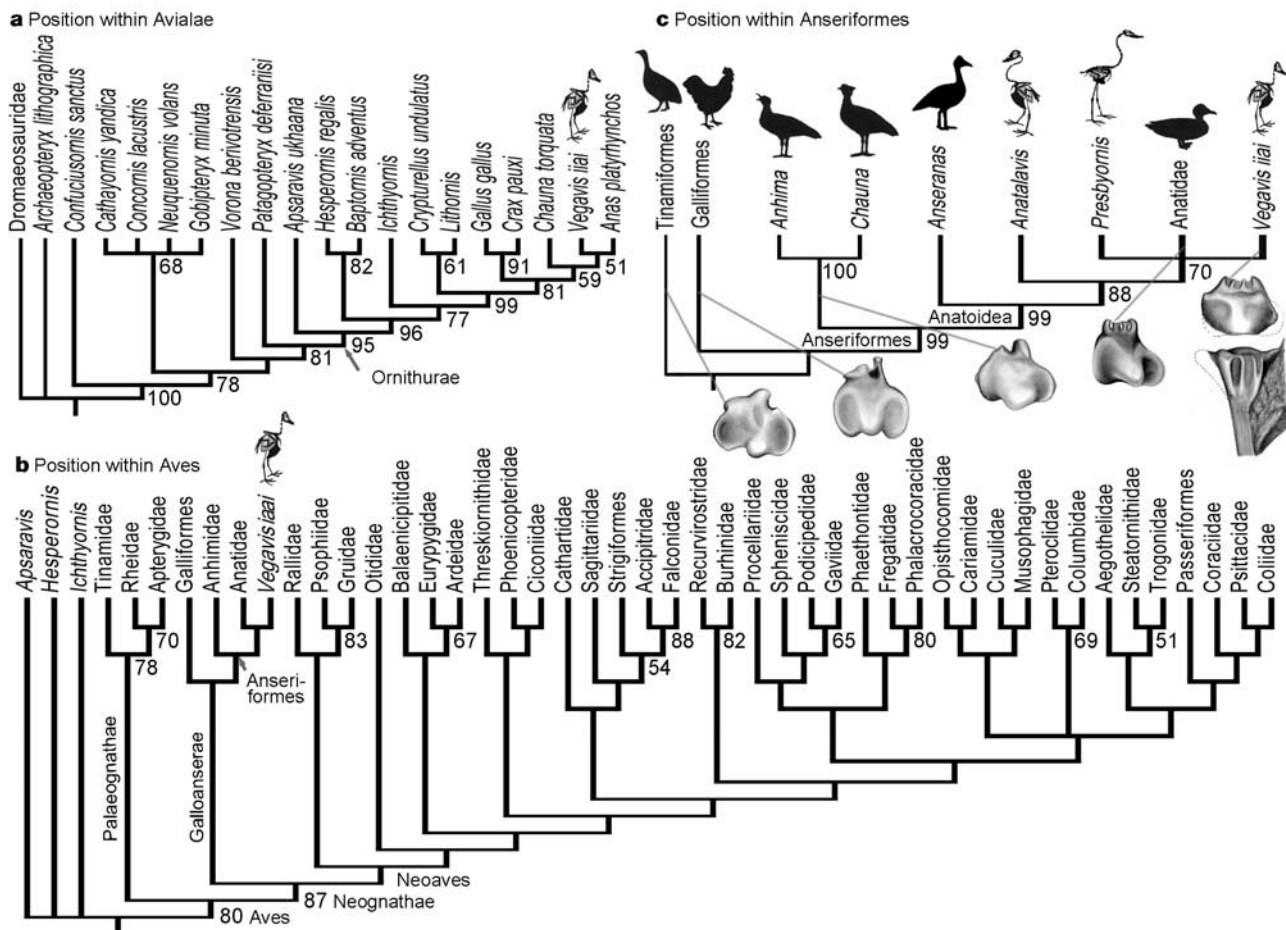 a Position within Avialae
Dromaeosauridae
Archaeopteryx lithographica
Confuciusornis sanctus
Cathayornis yandica
Concornis lacustris
Neuquenornis volans
Gobipteryx minuta
Vorona berivotrensis
Patagopteryx deferrariisi
Apsaravis ukhaana
Hesperornis regalis
Baptornis adventus
Ichthyornis
Crypturellus undulatus
Lithornis
Gallus gallus
Crax pauxi
Chauna torquata
Vegavis iiai
Anas platyrhynchos
68
82
61
91
59
51
81
99
77
96
95
81
Ornithurae
78
100
c Position within Anseriformes
Tinamiformes
Galliformes
Anhima
Chauna
Anseranas
Anatalavis
Presbyornis
Anatidae
Vegavis iiai
100
70
88
Anatoidea
99
Anseriformes
99
b Position within Aves
Apsaravis
Hesperornis
Ichthyornis
Tinamidae
Rheidae
Apterygidae
Galliformes
Anhimidae
Anatidae
Vegavisiaai
Rallidae
Psophiidae
Gruidae
Otididae
Balaenicipitidae
Eurypygidae
Ardeidae
Threskiornithidae
Phoenicopteridae
Ciconiidae
Cathartidae
Sagittariidae
Strigiformes
Accipitridae
Falconidae
Recurvirostridae
Burhinidae
Procellariidae
Spheniscidae
Podicipedidae
Gaviidae
Phaethontidae
Fregatidae
Phalacrocoracidae
Opisthocomidae
Cariamidae
Cuculidae
Musophagidae
Pteroclidae
Columbidae
Aegothelidae
Steatornithidae
Trogonidae
Passeriformes
Coraciidae
Psittacidae
Coliidae
70
83
67
88
82
65
80
69
51
78
54
Anseri-
formes
Palaeognathae
Galloanserae
Neoaves
87 Neognathae
80 Aves